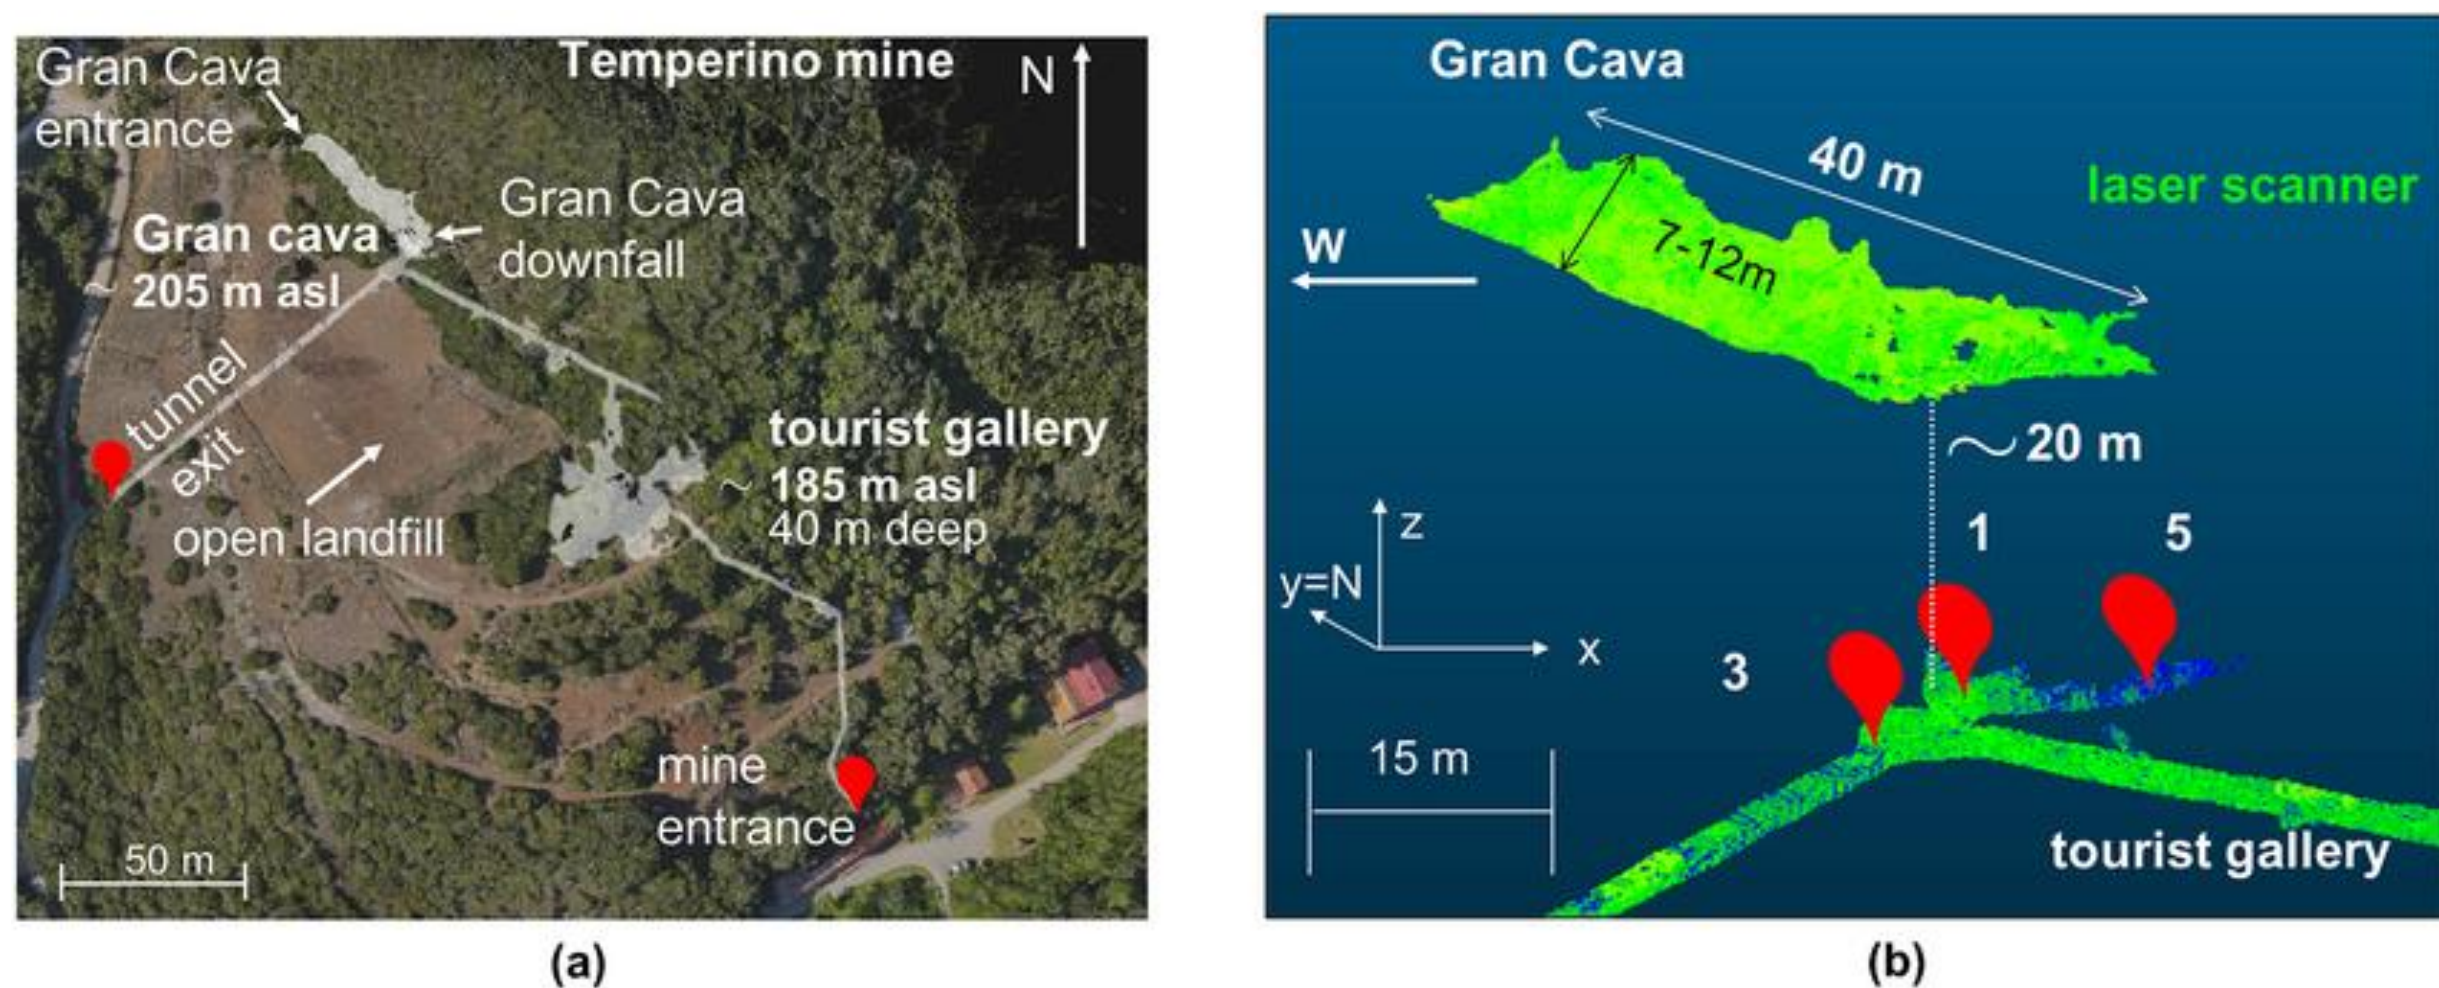 Temperino mine
N
Gran Cava
entrance
Gran Cava
downfall
Gran cava
~ 205 m asl
tunnel
exit
open landfill
tourist gallery
~ 185 m asl
40 m deep
mine
entrance
50 m
(a)
Gran Cava
40 m
laser scanner
7-12m
W
~ 20 m
z
y=N
x
1
5
3
15 m
tourist gallery
(b)